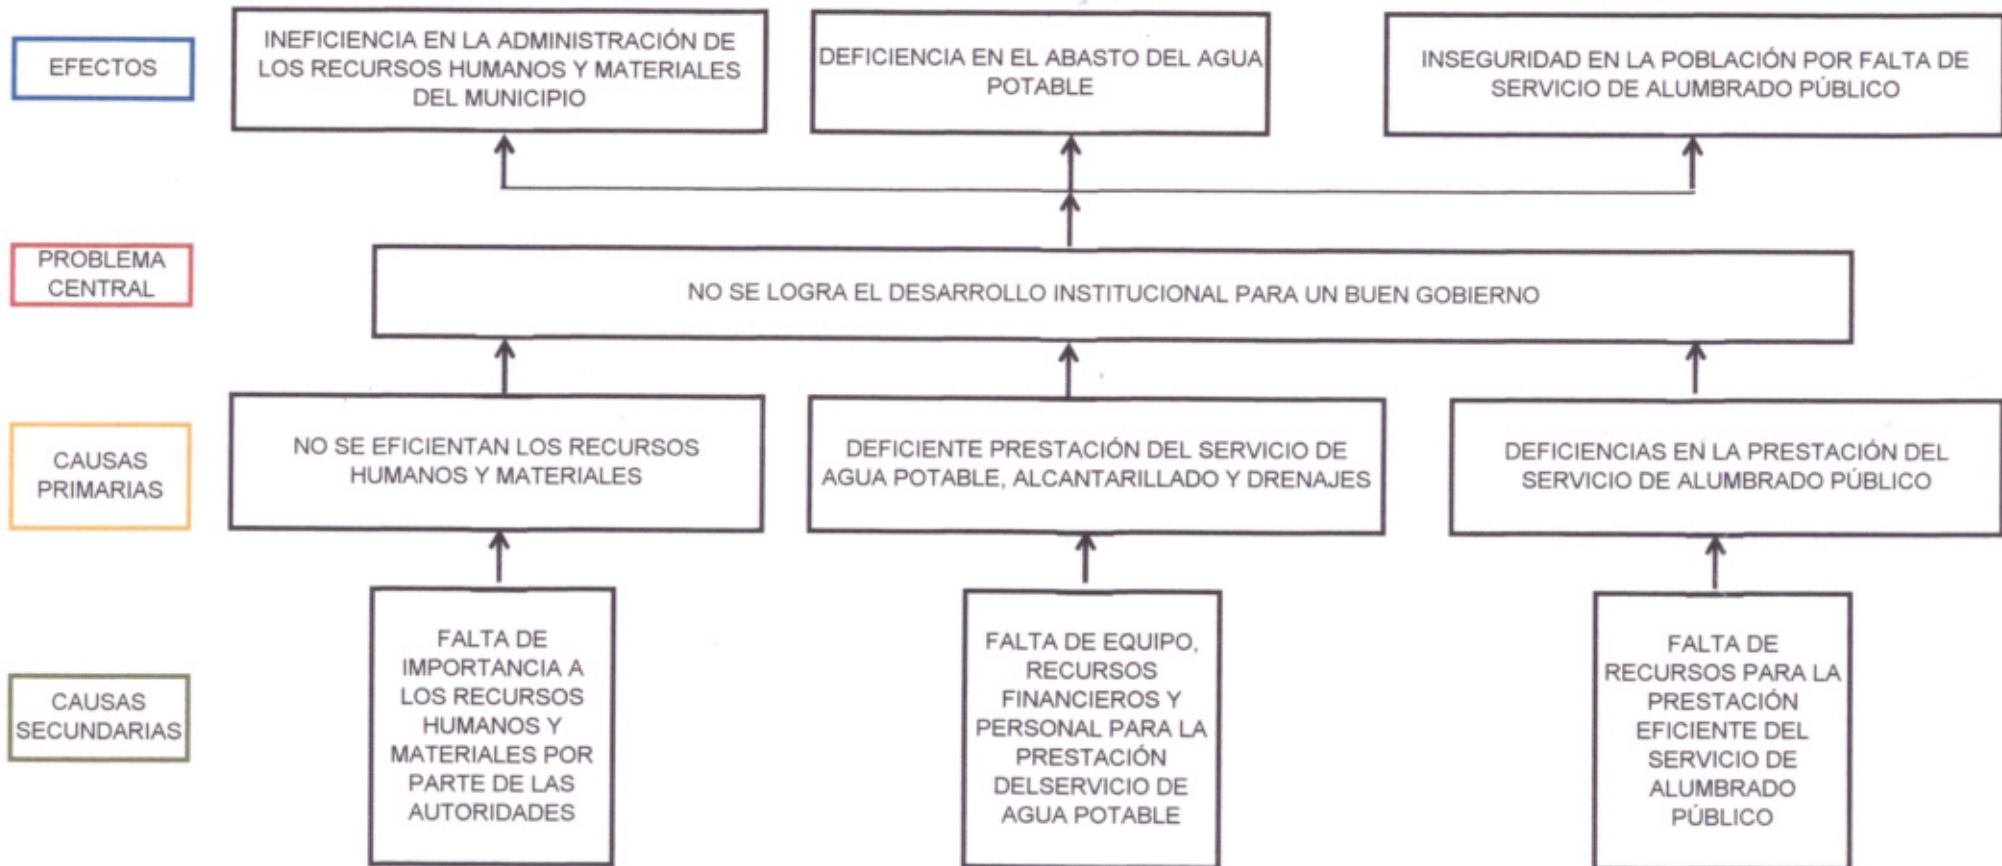 EFECTOS
INEFICIENCIA EN LA ADMINISTRACIÓN DE
LOS RECURSOS HUMANOS Y MATERIALES
DEL MUNICIPIO
DEFICIENCIA EN EL ABASTO DEL AGUA
POTABLE
INSEGURIDAD EN LA POBLACIÓN POR FALTA DE
SERVICIO DE ALUMBRADO PÚBLICO
PROBLEMA
CENTRAL
NO SE LOGRA EL DESARROLLO INSTITUCIONAL PARA UN BUEN GOBIERNO
CAUSAS
PRIMARIAS
NO SE EFICIENTAN LOS RECURSOS
HUMANOS Y MATERIALES
DEFICIENTE PRESTACIÓN DEL SERVICIO DE
AGUA POTABLE, ALCANTARILLADO Y DRENAJES
DEFICIENCIAS EN LA PRESTACIÓN DEL
SERVICIO DE ALUMBRADO PÚBLICO
CAUSAS
SECUNDARIAS
FALTA DE
IMPORTANCIA A
LOS RECURSOS
HUMANOS Y
MATERIALES POR
PARTE DE LAS
AUTORIDADES
FALTA DE EQUIPO,
RECURSOS
FINANCIEROS Y
PERSONAL PARA LA
PRESTACIÓN
DELSERVICIO DE
AGUA POTABLE
FALTA DE
RECURSOS PARA LA
PRESTACIÓN
EFICIENTE DEL
SERVICIO DE
ALUMBRADO
PÚBLICO